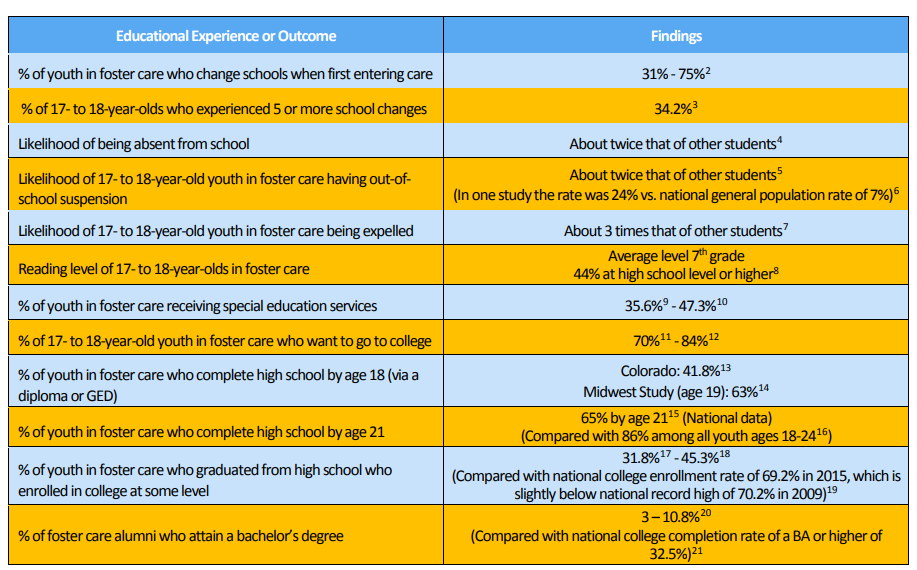 Educational Experience or Outcome
Findings
% of youth in foster care who change schools when first entering care
31% - 75%²
% of 17- to 18-year-olds who experienced 5 or more school changes
34.2%³
Likelihood of being absent from school
About twice that of other students⁴
Likelihood of 17- to 18-year-old youth in foster care having out-of-
school suspension
About twice that of other students⁵
(In one study the rate was 24% vs. national general population rate of 7%)⁶
Likelihood of 17- to 18-year-old youth in foster care being expelled
About 3 times that of other students⁷
Reading level of 17- to 18-year-olds in foster care
Average level 7ᵗʰ grade
44% at high school level or higher⁸
% of youth in foster care receiving special education services
35.6%⁹ - 47.3%¹⁰
% of 17- to 18-year-old youth in foster care who want to go to college
70%¹¹ - 84%¹²
% of youth in foster care who complete high school by age 18 (via a
diploma or GED)
Colorado: 41.8%¹³
Midwest Study (age 19): 63%¹⁴
% of youth in foster care who complete high school by age 21
65% by age 21¹⁵ (National data)
(Compared with 86% among all youth ages 18-24¹⁶)
% of youth in foster care who graduated from high school who
enrolled in college at some level
31.8%¹⁷ - 45.3%¹⁸
(Compared with national college enrollment rate of 69.2% in 2015, which is
slightly below national record high of 70.2% in 2009)¹⁹
% of foster care alumni who attain a bachelor's degree
3 – 10.8%²⁰
(Compared with national college completion rate of a BA or higher of
32.5%)²¹